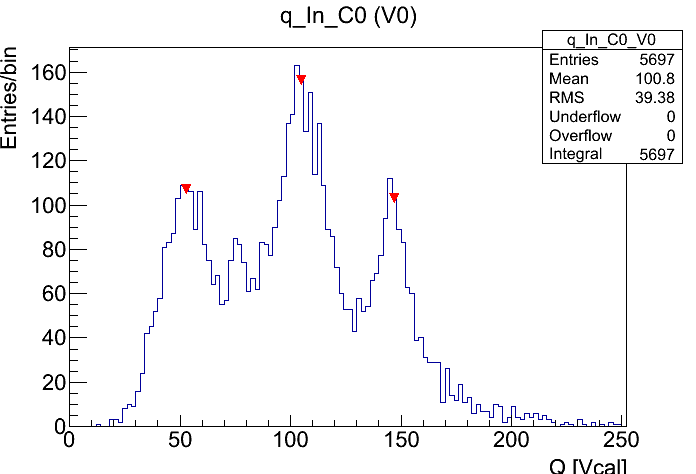 q_In_C0 (V0)
q_In_C0_V0
Entries 5697
Mean 100.8
RMS 39.38
Underflow 0
Overflow 0
Integral 5697
Entries/bin
160
140
120
100
80
60
40
20
0
0 50 100 150 200 250
Q [Vcal]